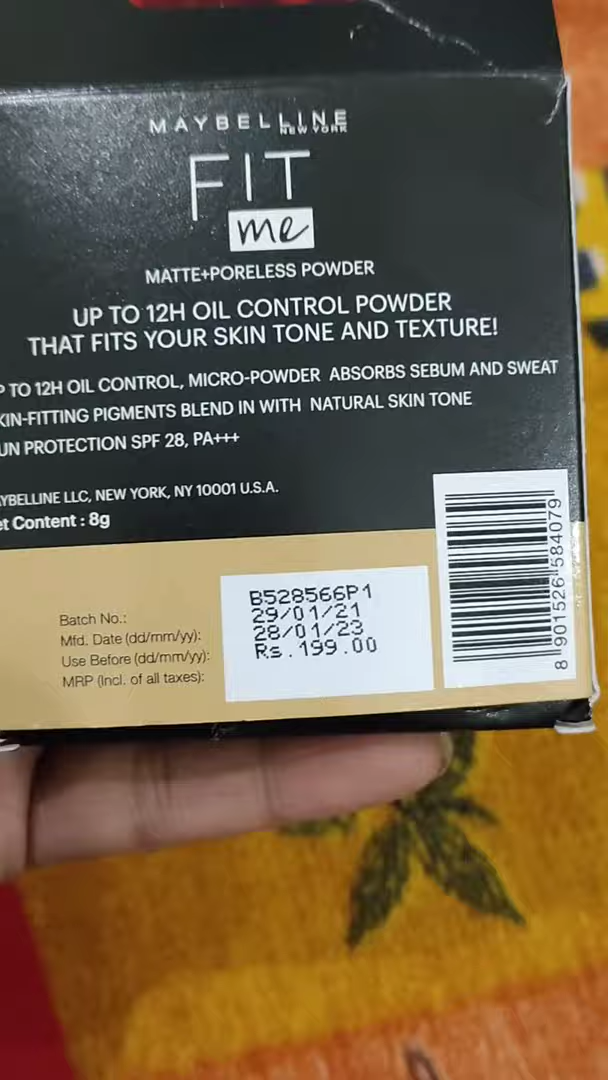 MAYBELLINE
NEW YORK
FIT
me
MATTE+PORELESS POWDER
UP TO 12H OIL CONTROL POWDER
THAT FITS YOUR SKIN TONE AND TEXTURE!
TO 12H OIL CONTROL, MICRO-POWDER ABSORBS SEBUM AND SWEAT
KIN-FITTING PIGMENTS BLEND IN WITH NATURAL SKIN TONE
UN PROTECTION SPF 28, PA+++
YBELLINE LLC, NEW YORK, NY 10001 U.S.A.
et Content : 8g
Batch No.: B528566P1
Mfd. Date (dd/mm/yy): 29/01/21
Use Before (dd/mm/yy): 28/01/23
MRP (Incl. of all taxes): Rs.199.00
8 901526 584079